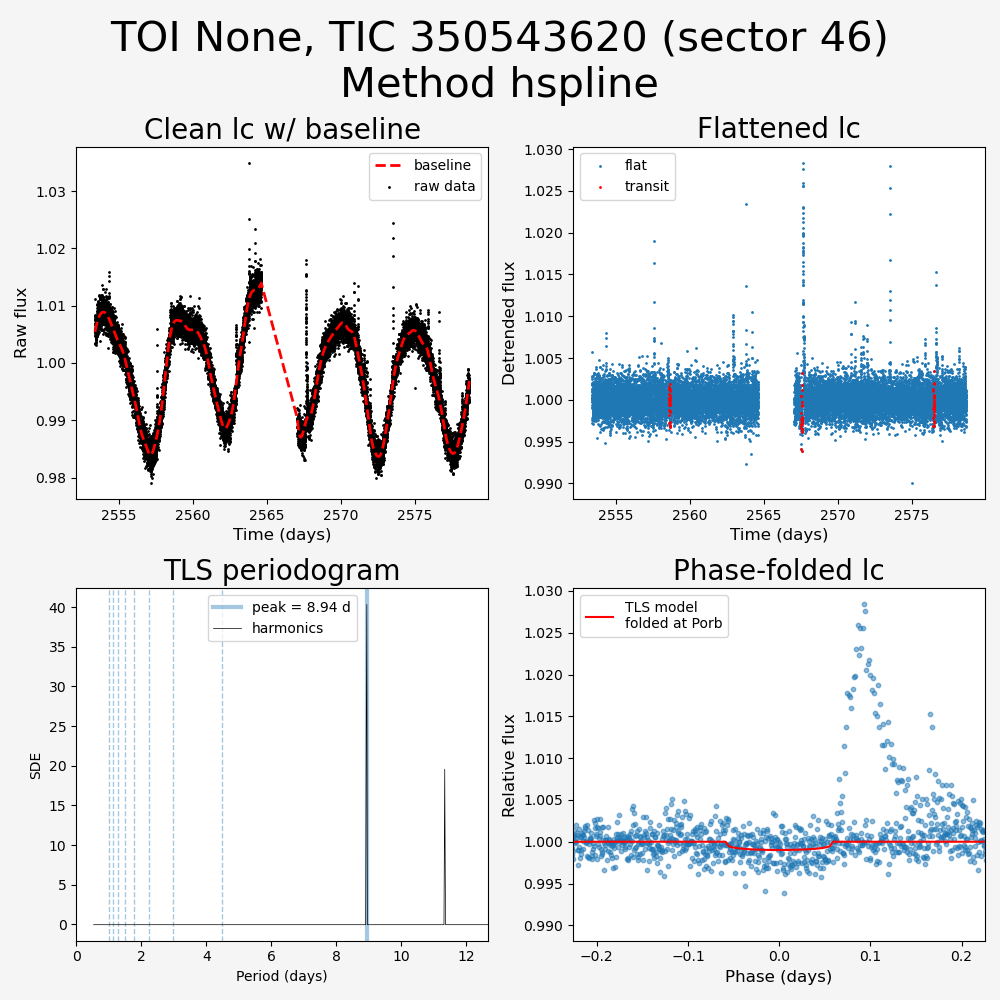 TOI None, TIC 350543620 (sector 46)
Method hspline
Clean lc w/ baseline
Raw flux
1.03
1.02
1.01
1.00
0.99
0.98
baseline
raw data
2555
2560
2565
2570
2575
Time (days)
Flattened lc
Detrended flux
1.030
1.025
1.020
1.015
1.010
1.005
1.000
0.995
0.990
flat
transit
2555
2560
2565
2570
2575
Time (days)
TLS periodogram
SDE
40
35
30
25
20
15
10
5
0
peak = 8.94 d
harmonics
0
2
4
6
8
10
12
Period (days)
Phase-folded lc
Relative flux
1.030
1.025
1.020
1.015
1.010
1.005
1.000
0.995
0.990
TLS model
folded at Porb
−0.2
−0.1
0.0
0.1
0.2
Phase (days)